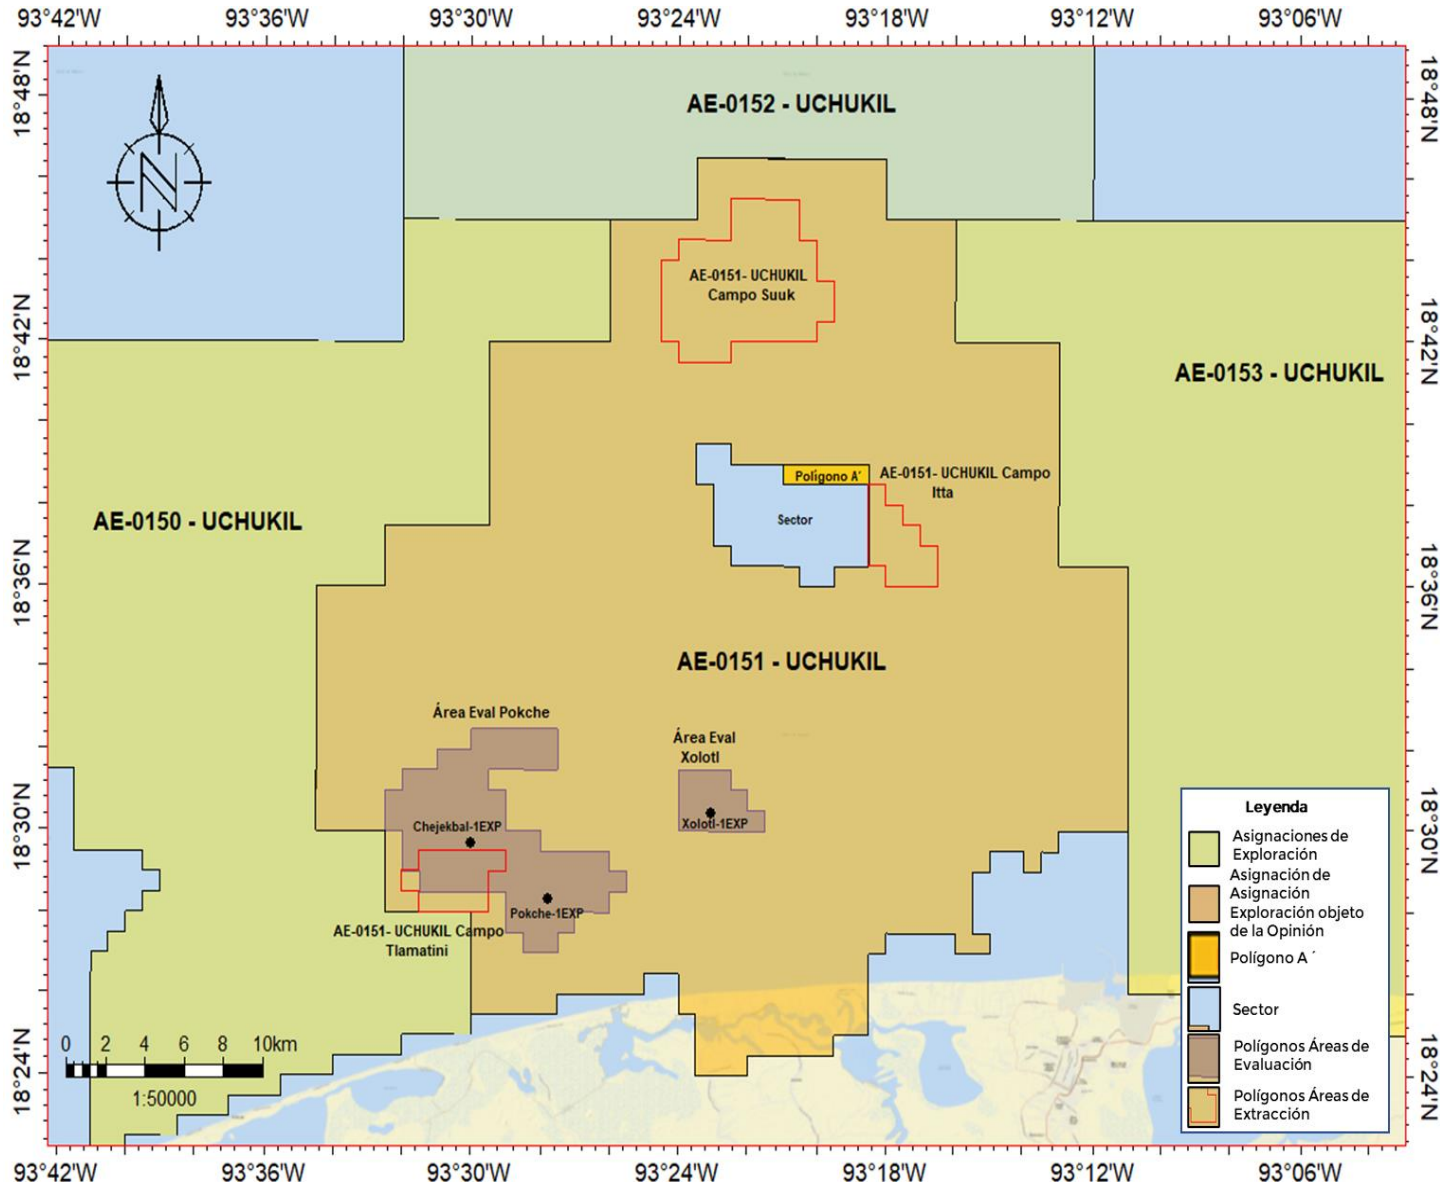 93°42'W 93°36'W 93°30'W 93°24'W 93°18'W 93°12'W 93°06'W
18°48'N
18°48'N
AE-0152 - UCHUKIL
N
AE-0151- UCHUKIL
Campo Suuk
18°42'N
18°42'N
AE-0153 - UCHUKIL
Polígono A´
AE-0151- UCHUKIL Campo
Itta
AE-0150 - UCHUKIL
Sector
18°36'N
18°36'N
AE-0151 - UCHUKIL
Área Eval Pokche
Área Eval
Xolotl
18°30'N
18°30'N
Chejekbal-1EXP
Xolotl-1EXP
Pokche-1EXP
AE-0151- UCHUKIL Campo
Tlamatini
Leyenda
Asignaciones de
Exploración
Asignación de
Asignación
Exploración objeto
de la Opinión
Polígono A ´
Sector
Polígonos Áreas de
Evaluación
Polígonos Áreas de
Extracción
0 2 4 6 8 10km
1:50000
18°24'N
18°24'N
93°42'W 93°36'W 93°30'W 93°24'W 93°18'W 93°12'W 93°06'W